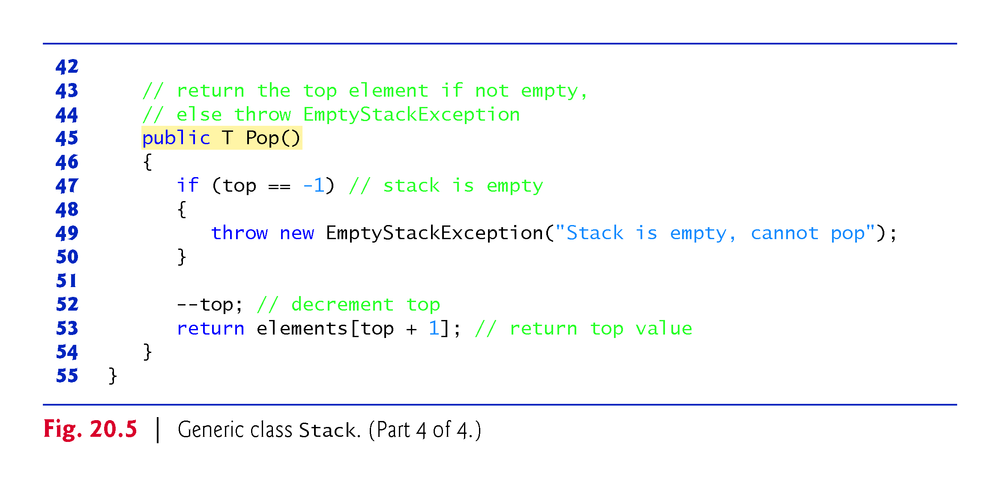 42
43 // return the top element if not empty,
44 // else throw EmptyStackException
45 public T Pop()
46 {
47 if (top == -1) // stack is empty
48 {
49 throw new EmptyStackException("Stack is empty, cannot pop");
50 }
51
52 --top; // decrement top
53 return elements[top + 1]; // return top value
54 }
55 }
Fig. 20.5 | Generic class Stack. (Part 4 of 4.)